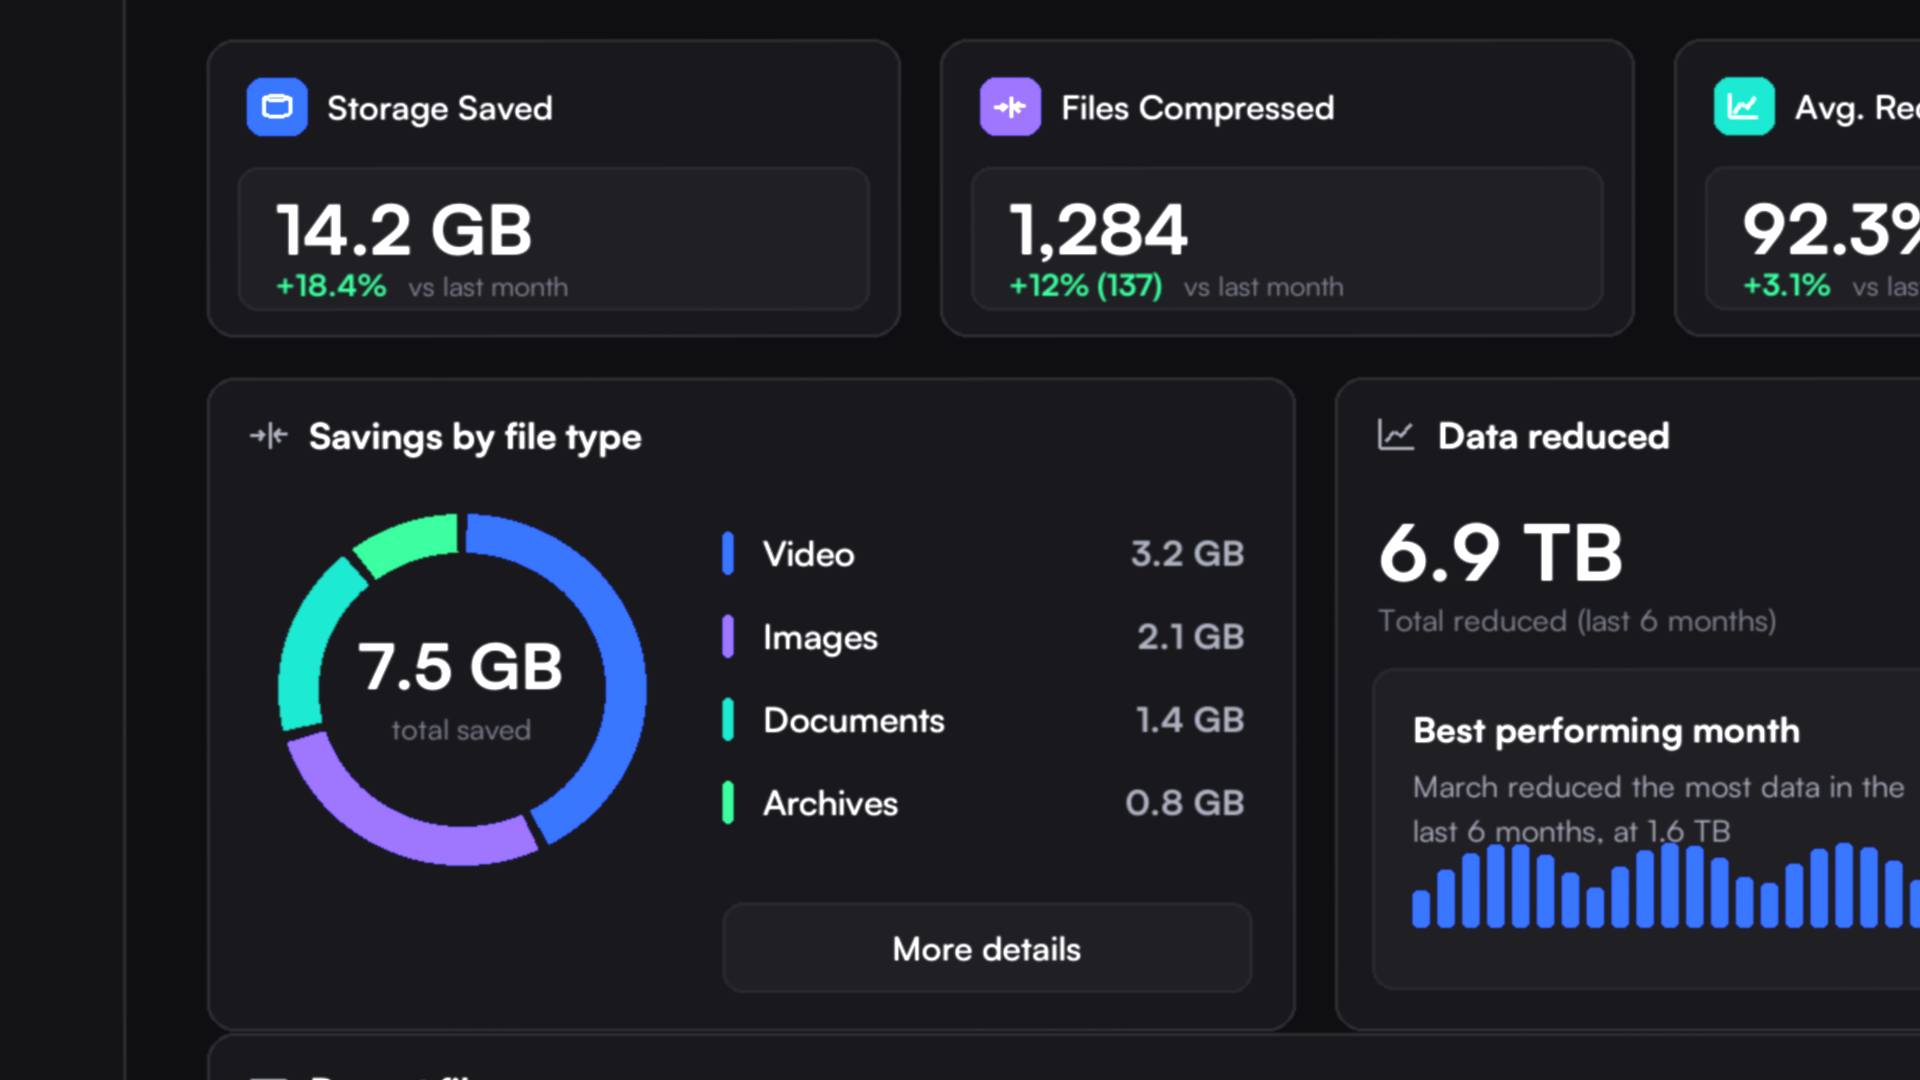 Storage Saved
14.2 GB
+18.4% vs last month
Files Compressed
1,284
+12% (137) vs last month
Avg.
92.3%
+3.1% vs
Savings by file type
7.5 GB
total saved
Video 3.2 GB
Images 2.1 GB
Documents 1.4 GB
Archives 0.8 GB
More details
Data reduced
6.9 TB
Total reduced (last 6 months)
Best performing month
March reduced the most data in the
last 6 months, at 1.6 TB